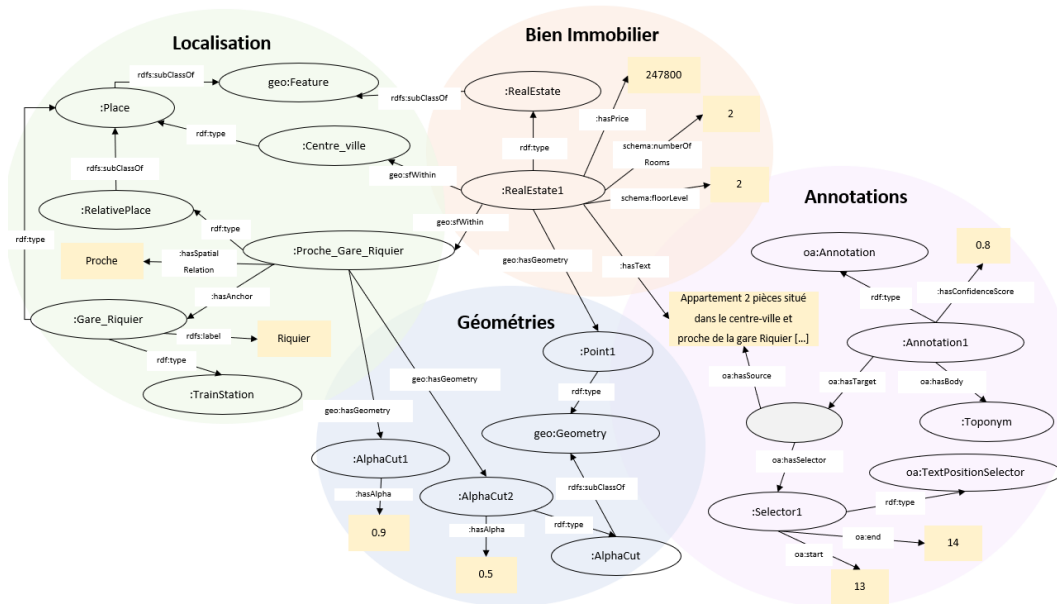 Localisation
Bien Immobilier
rdfs:subClassOf
geo:Feature
:RealEstate
247800
:Place
rdfs:subClassOf
:hasPrice
2
rdf:type
:Centre_ville
rdf:type
schema:numberOf
Rooms
rdfs:subClassOf
geo:sfWithin
:RealEstate1
2
schema:floorLevel
Annotations
:RelativePlace
rdf:type
geo:sfWithin
rdf:type
:Proche_Gare_Riquier
oa:Annotation
0.8
Proche
:hasSpatial
Relation
geo:hasGeometry
:hasText
:hasAnchor
rdf:type
:hasConfidenceScore
:Gare_Riquier
Géométries
Appartement 2 pièces situé
dans le centre-ville et
proche de la gare Riquier [...]
rdfs:label
Riquier
:Annotation1
:Point1
rdf:type
geo:hasGeometry
oa:hasSource
oa:hasTarget
oa:hasBody
:TrainStation
rdf:type
geo:hasGeometry
:Toponym
geo:Geometry
:AlphaCut1
oa:hasSelector
oa:TextPositionSelector
rdfs:subClassOf
:hasAlpha
:AlphaCut2
rdf:type
:Selector1
:hasAlpha
rdf:type
0.9
oa:end
14
:AlphaCut
oa:start
0.5
13